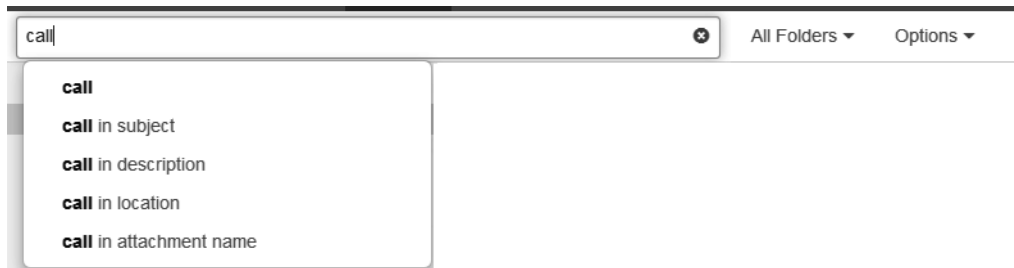 call All Folders Options
call
call in subject
call in description
call in location
call in attachment name